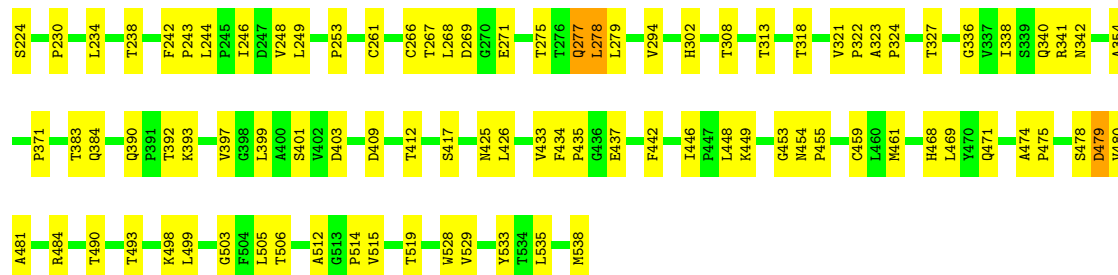 S224 P230 L234 T238 F242 P243 L244 P245 I246 D247 V248 L249 P253 C261 C266 T267 L268 D269 G270 E271 T275 T276 Q277 L278 L279 V294 H302 T308 T313 T318 V321 P322 A323 P324 T327 G336 V337 I338 S339 Q340 R341 N342
P371 T383 Q384 Q390 P391 T392 K393 V397 G398 L399 A400 S401 V402 D403 D409 T412 S417 N425 L426 V433 F434 P435 G436 E437 F442 I446 P447 L448 K449 G453 N454 P455 C459 L460 M461 H468 L469 Y470 Q471 A474 P475 S478 D479
A481 R484 T490 T493 K498 L499 G503 F504 L505 T506 A512 G513 P514 V515 T519 W528 V529 Y533 T534 L535 M538